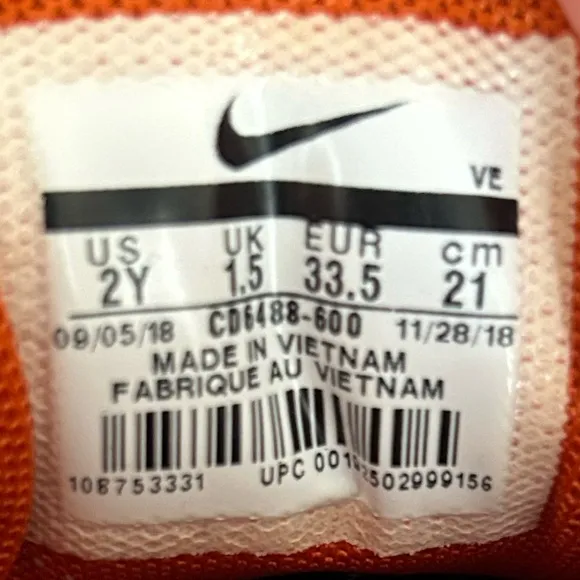 VE
US UK EUR cm
2Y 1.5 33.5 21
09/05/18 CD6488-600 11/28/18
MADE IN VIETNAM
FABRIQUE AU VIETNAM
108753331 UPC 00192502999156